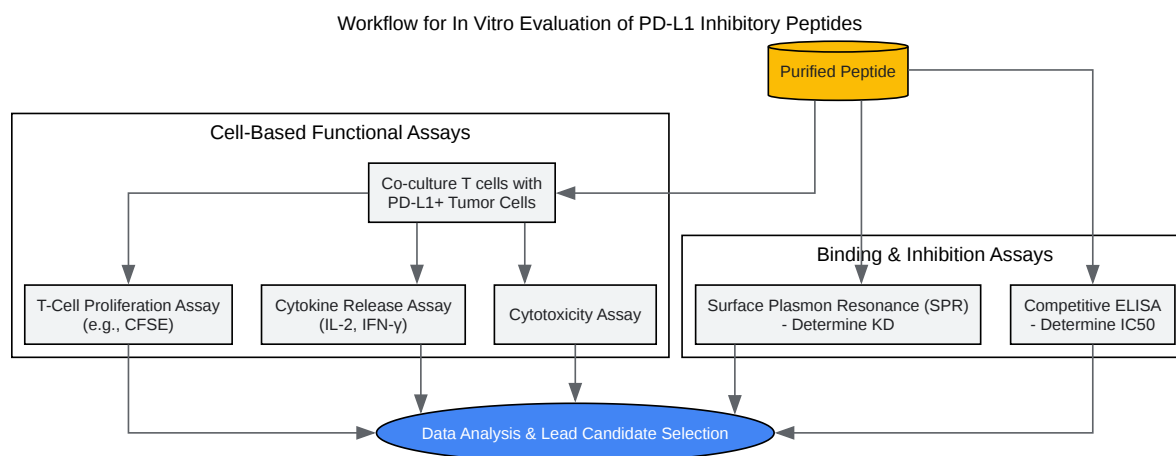 Workflow for In Vitro Evaluation of PD-L1 Inhibitory Peptides
Purified Peptide
Cell-Based Functional Assays
Co-culture T cells with
PD-L1+ Tumor Cells
Binding & Inhibition Assays
T-Cell Proliferation Assay
(e.g., CFSE)
Cytokine Release Assay
(IL-2, IFN-γ)
Cytotoxicity Assay
Surface Plasmon Resonance (SPR)
- Determine KD
Competitive ELISA
- Determine IC50
Data Analysis & Lead Candidate Selection